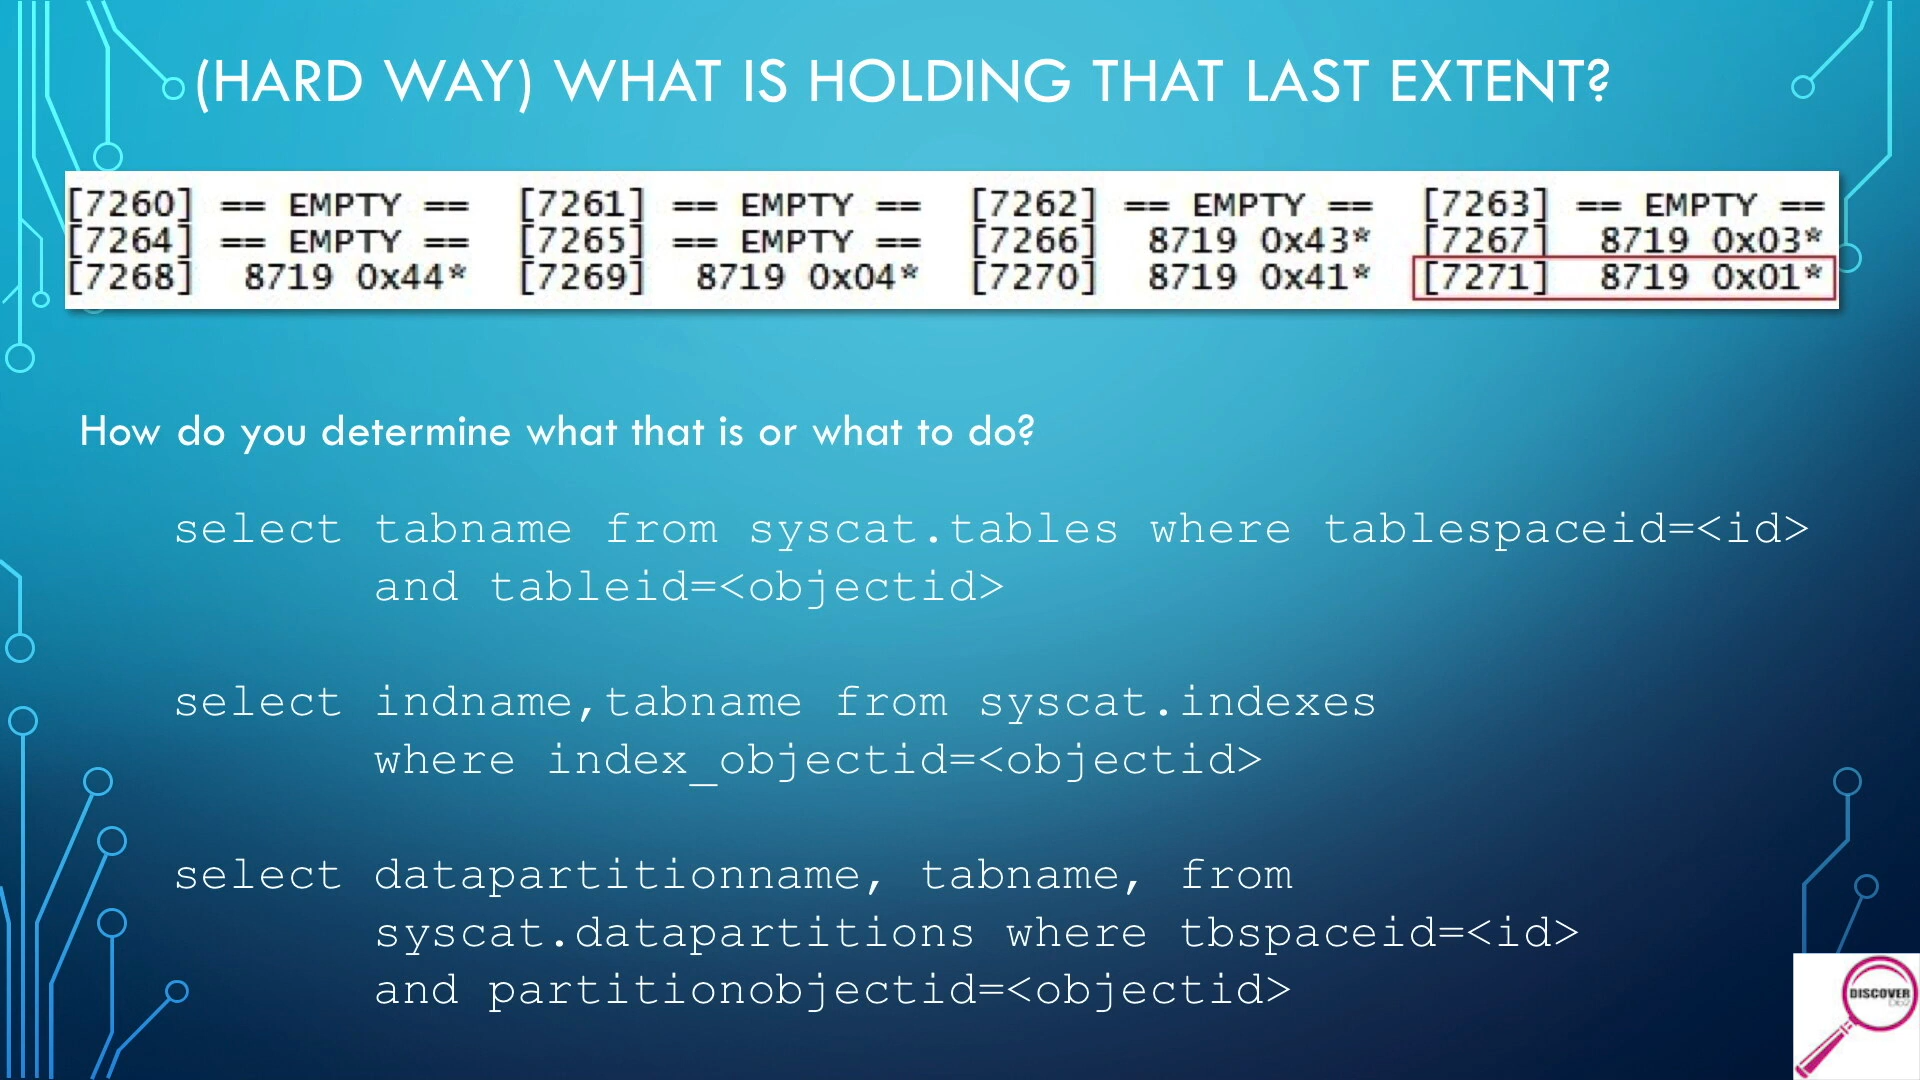 (HARD WAY) WHAT IS HOLDING THAT LAST EXTENT?
[7260] == EMPTY == [7261] == EMPTY == [7262] == EMPTY == [7263] == EMPTY ==
[7264] == EMPTY == [7265] == EMPTY == [7266] 8719 0x43* [7267] 8719 0x03*
[7268] 8719 0x44* [7269] 8719 0x04* [7270] 8719 0x41* [7271] 8719 0x01*
How do you determine what that is or what to do?
select tabname from syscat.tables where tablespaceid=<id>
and tableid=<objectid>
select indname,tabname from syscat.indexes
where index_objectid=<objectid>
select datapartitionname, tabname, from
syscat.datapartitions where tbspaceid=<id>
and partitionobjectid=<objectid>
DISCOVER
Db2